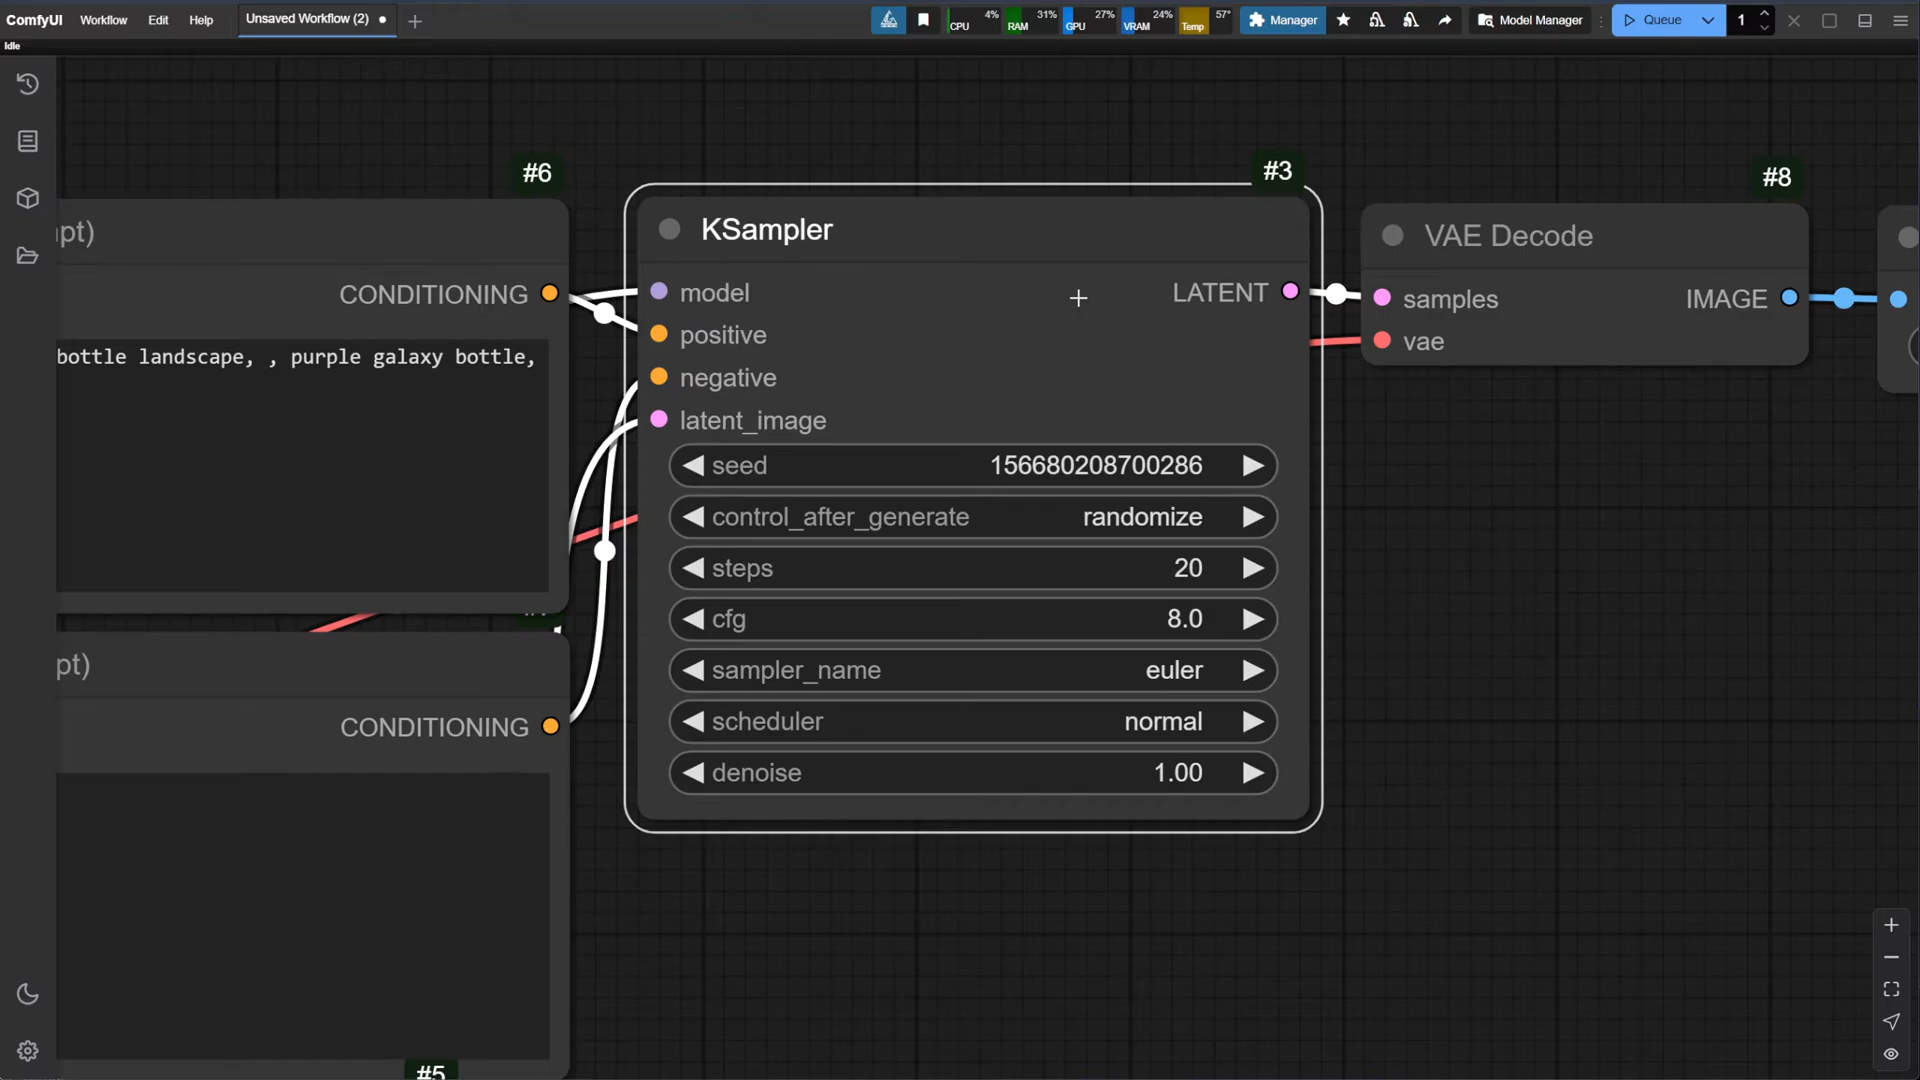 ComfyUI Workflow Edit Help Unsaved Workflow (2) CPU 4% RAM 31% GPU 27% VRAM 24% Temp 57° Manager Model Manager Queue 1
Idle
#6 #3 #8
pt)
CONDITIONING
bottle landscape, , purple galaxy bottle,
KSampler
model LATENT
positive
negative
latent_image
seed 156680208700286
control_after_generate randomize
steps 20
cfg 8.0
sampler_name euler
scheduler normal
denoise 1.00
VAE Decode
samples IMAGE
vae
pt)
CONDITIONING
#5